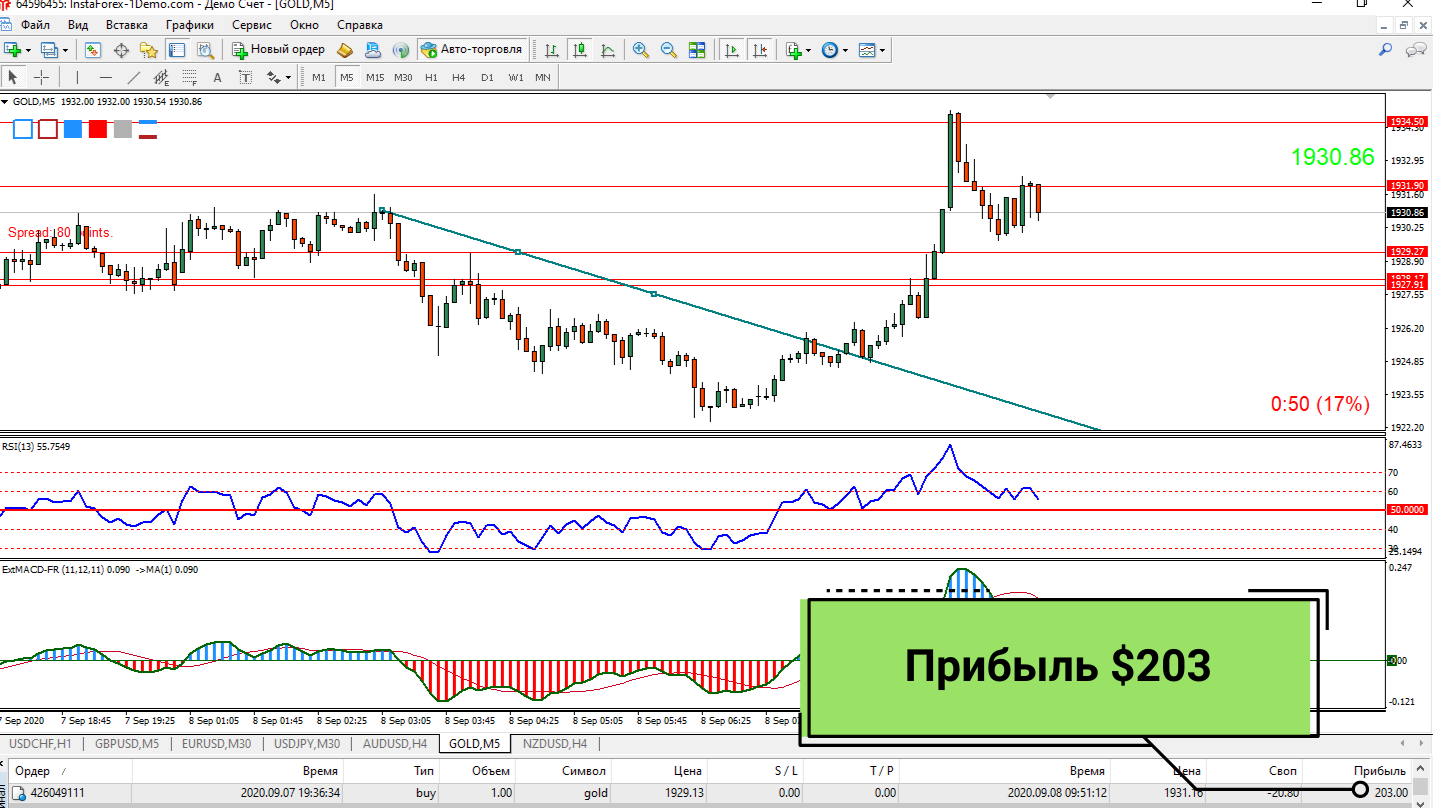 64596455: InstaForex-1Demo.com - Демо Счет - [GOLD,M5]
Файл Вид Вставка Графики Сервис Окно Справка
Новый ордер Авто-торговля
A T M1 M5 M15 M30 H1 H4 D1 W1 MN
GOLD,M5 1932.00 1932.00 1930.54 1930.86
1934.50
1934.30
1930.86
1932.95
1931.90
1931.60
1930.86
Spread: 80 points.
1930.25
1929.27
1928.90
1928.17
1927.91
1927.55
1926.20
1924.85
1923.55
0:50 (17%)
1922.20
RSI(13) 55.7549
87.4633
70
60
50.0000
40
30
25.1494
ExtMACD-FR (11,12,11) 0.090 ->MA(1) 0.090
0.247
Прибыль $203
0.00
-0.121
7 Sep 2020 7 Sep 18:45 7 Sep 19:25 8 Sep 01:05 8 Sep 01:45 8 Sep 02:25 8 Sep 03:05 8 Sep 03:45 8 Sep 04:25 8 Sep 05:05 8 Sep 05:45 8 Sep 06:25 8 Sep
USDCHF,H1 GBPUSD,M5 EURUSD,M30 USDJPY,M30 AUDUSD,H4 GOLD,M5 NZDUSD,H4
Ордер / Время Тип Объем Символ Цена S / L T / P Время Цена Своп Прибыль
426049111 2020.09.07 19:36:34 buy 1.00 gold 1929.13 0.00 0.00 2020.09.08 09:51:12 1931.16 -20.80 203.00